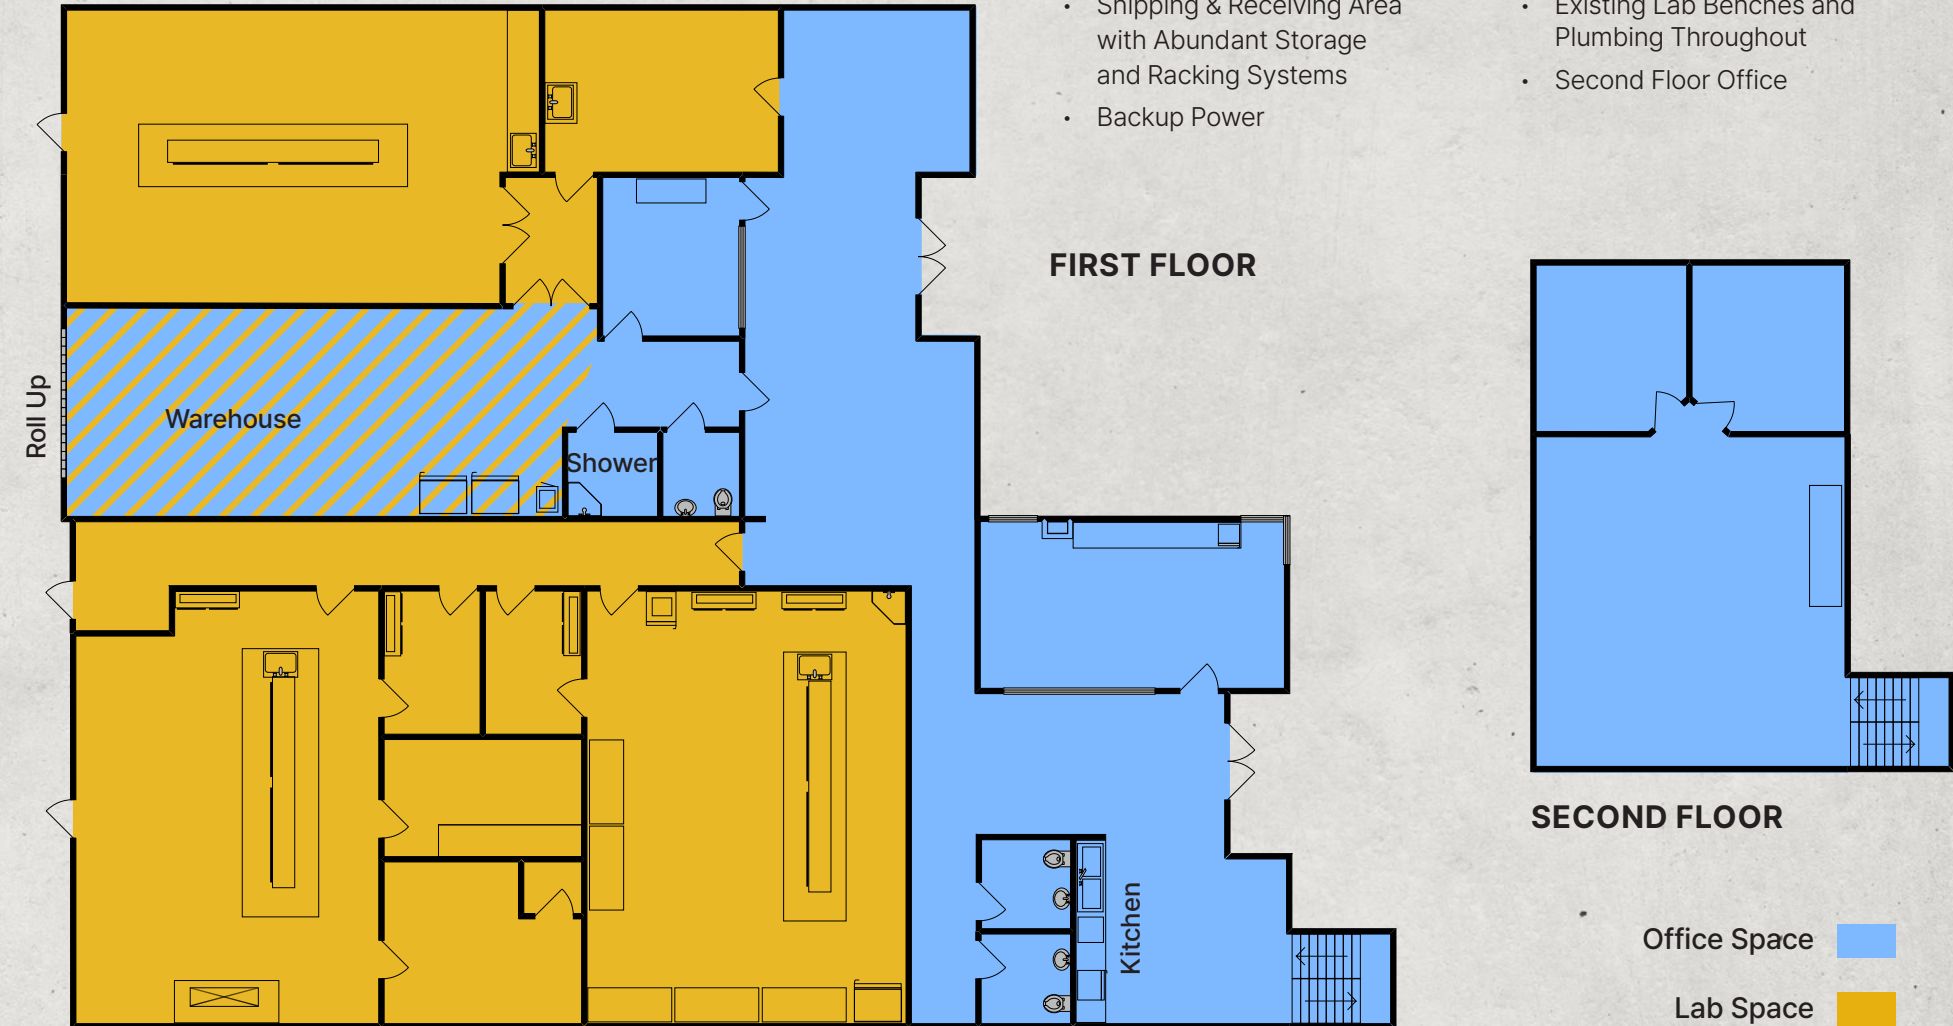 Shipping & Receiving Area
with Abundant Storage
and Racking Systems
Backup Power
Existing Lab Benches and
Plumbing Throughout
Second Floor Office
FIRST FLOOR
Roll Up
Warehouse
Shower
Kitchen
SECOND FLOOR
Office Space
Lab Space